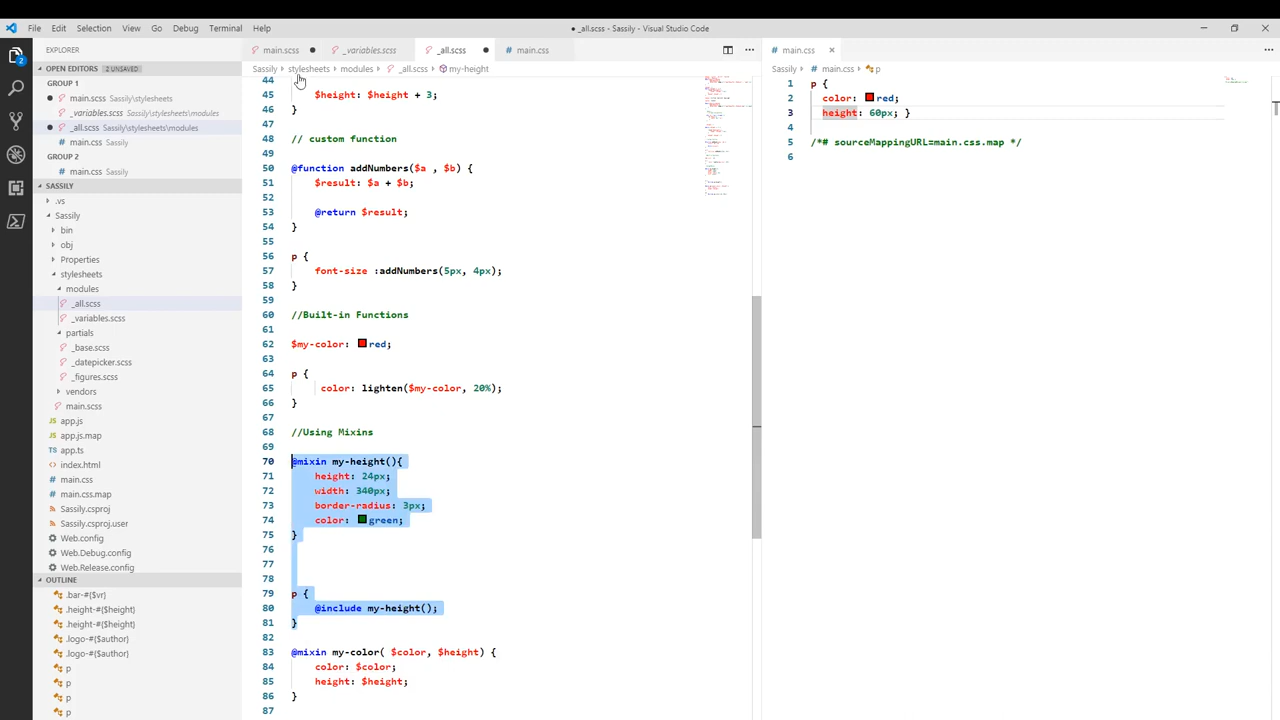 File Edit Selection View Go Debug Terminal Help
● _all.scss - Sassily - Visual Studio Code
EXPLORER
OPEN EDITORS 2 UNSAVED
GROUP 1
main.scss Sassily\stylesheets
_variables.scss Sassily\stylesheets\m...
_all.scss Sassily\stylesheets\modules
main.css Sassily
GROUP 2
main.css Sassily
SASSILY
.vs
Sassily
bin
obj
Properties
stylesheets
modules
_all.scss
_variables.scss
partials
_base.scss
_datepicker.scss
_figures.scss
vendors
main.scss
app.js
app.js.map
app.ts
index.html
main.css
main.css.map
Sassily.csproj
Sassily.csproj.user
Web.config
Web.Debug.config
Web.Release.config
OUTLINE
.bar-#{$vr}
.height-#{$height}
.height-#{$height}
.logo-#{$author}
.logo-#{$author}
p
p
p
p
2
main.scss ● _variables.scss _all.scss ● main.css
Sassily › stylesheets › modules › _all.scss › my-height
44
45 $height: $height + 3;
46 }
47
48 // custom function
49
50 @function addNumbers($a , $b) {
51 $result: $a + $b;
52
53 @return $result;
54 }
55
56 p {
57 font-size :addNumbers(5px, 4px);
58 }
59
60 //Built-in Functions
61
62 $my-color: red;
63
64 p {
65 color: lighten($my-color, 20%);
66 }
67
68 //Using Mixins
69
70 @mixin my-height(){
71 height: 24px;
72 width: 340px;
73 border-radius: 3px;
74 color: green;
75 }
76
77
78
79 p {
80 @include my-height();
81 }
82
83 @mixin my-color( $color, $height) {
84 color: $color;
85 height: $height;
86 }
87
main.css ×
Sassily › main.css › p
1 p {
2 color: red;
3 height: 60px; }
4
5 /*# sourceMappingURL=main.css.map */
6